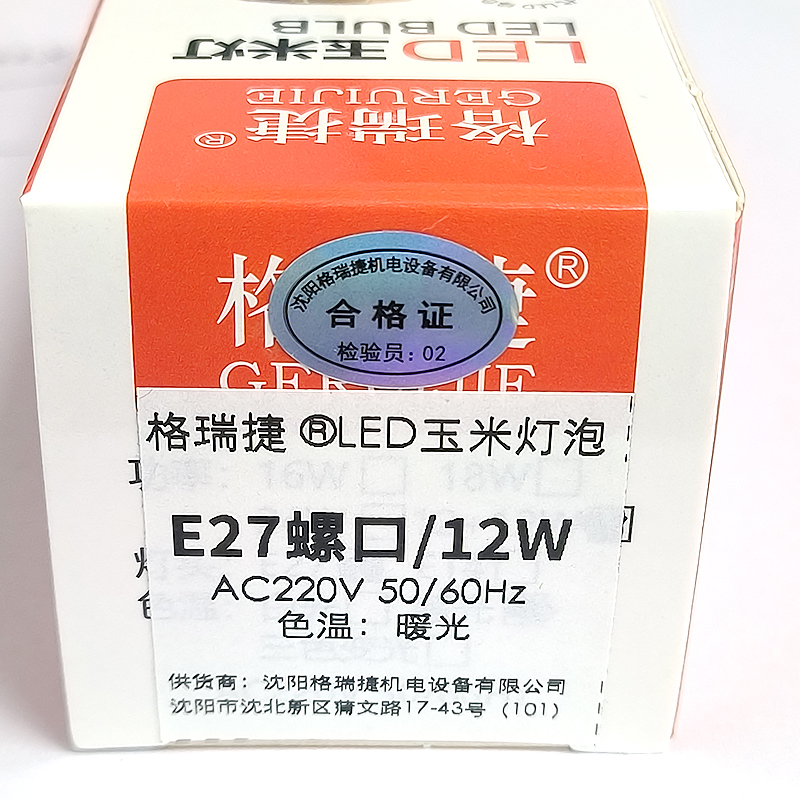 LED玉米灯
LED BULB
格瑞捷®
GERUIJIE
格 捷®
沈阳格瑞捷机电设备有限公司
合格证
检验员：02
格瑞捷 ®LED玉米灯泡
16W 18W
E27螺口/12W
AC220V 50/60Hz
色温：暖光
供货商：沈阳格瑞捷机电设备有限公司
沈阳市沈北新区蒲文路17-43号（101）